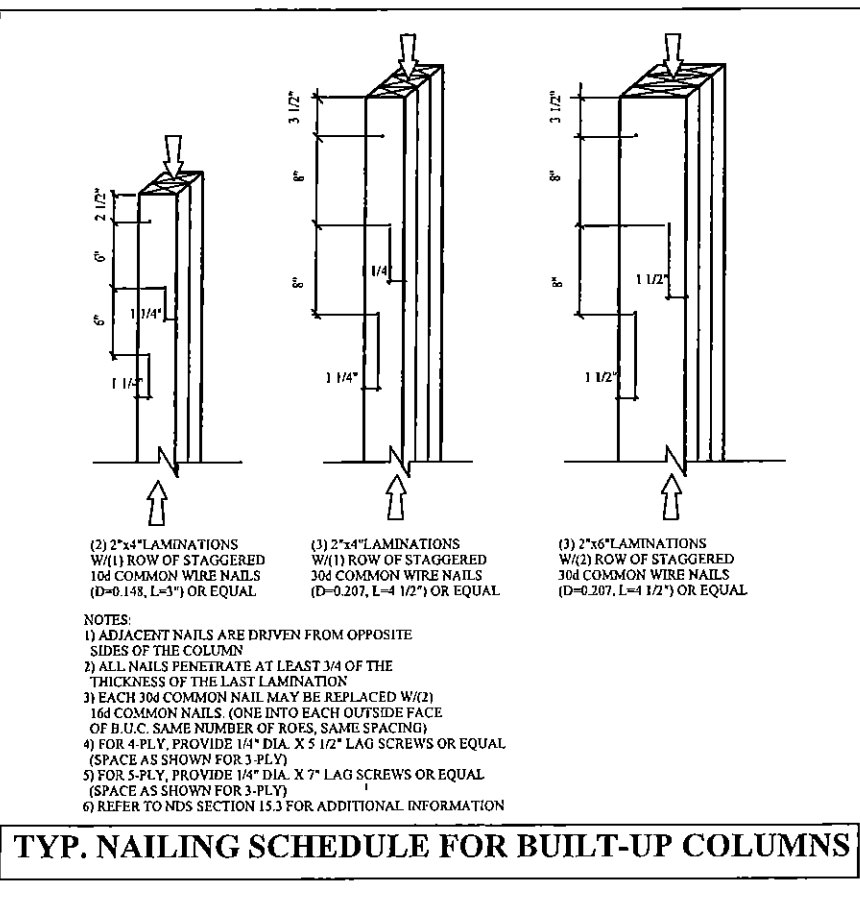 3 1/2"
8"
8"
1/4
1 1/4"
3 1/2"
8"
8"
1 1/2"
1 1/2"
2 1/2"
6"
6"
1 1/4"
1 1/4"
(2) 2"x4"LAMINATIONS
W/(1) ROW OF STAGGERED
10d COMMON WIRE NAILS
(D=0.148, L=3") OR EQUAL
(3) 2"x4"LAMINATIONS
W/(1) ROW OF STAGGERED
30d COMMON WIRE NAILS
(D=0.207, L=4 1/2") OR EQUAL
(3) 2"x6"LAMINATIONS
W/(2) ROW OF STAGGERED
30d COMMON WIRE NAILS
(D=0.207, L=4 1/2") OR EQUAL
NOTES:
1) ADJACENT NAILS ARE DRIVEN FROM OPPOSITE
SIDES OF THE COLUMN
2) ALL NAILS PENETRATE AT LEAST 3/4 OF THE
THICKNESS OF THE LAST LAMINATION
3) EACH 30d COMMON NAIL MAY BE REPLACED W/(2)
16d COMMON NAILS. (ONE INTO EACH OUTSIDE FACE
OF B.U.C. SAME NUMBER OF ROES, SAME SPACING)
4) FOR 4-PLY, PROVIDE 1/4" DIA. X 5 1/2" LAG SCREWS OR EQUAL
(SPACE AS SHOWN FOR 3-PLY)
5) FOR 5-PLY, PROVIDE 1/4" DIA. X 7" LAG SCREWS OR EQUAL
(SPACE AS SHOWN FOR 3-PLY)
6) REFER TO NDS SECTION 15.3 FOR ADDITIONAL INFORMATION
TYP. NAILING SCHEDULE FOR BUILT-UP COLUMNS